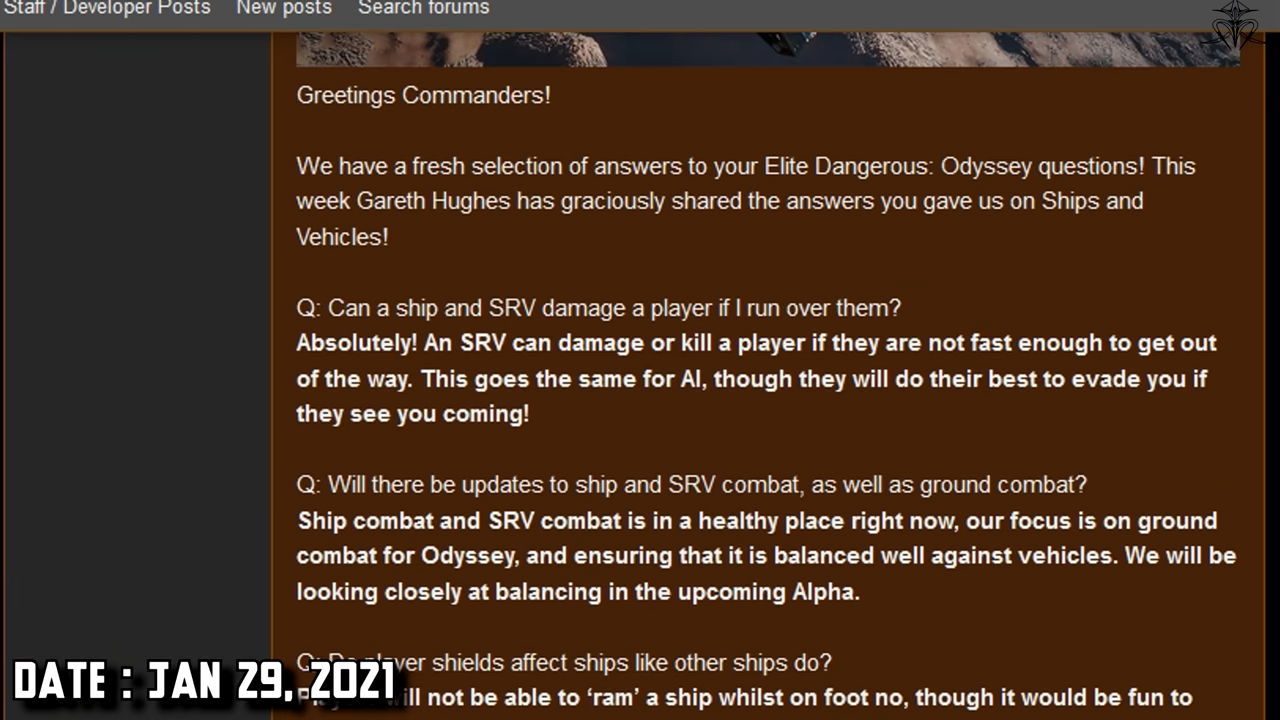 Staff / Developer Posts New posts Search forums
Greetings Commanders!
We have a fresh selection of answers to your Elite Dangerous: Odyssey questions! This
week Gareth Hughes has graciously shared the answers you gave us on Ships and
Vehicles!
Q: Can a ship and SRV damage a player if I run over them?
Absolutely! An SRV can damage or kill a player if they are not fast enough to get out
of the way. This goes the same for AI, though they will do their best to evade you if
they see you coming!
Q: Will there be updates to ship and SRV combat, as well as ground combat?
Ship combat and SRV combat is in a healthy place right now, our focus is on ground
combat for Odyssey, and ensuring that it is balanced well against vehicles. We will be
looking closely at balancing in the upcoming Alpha.
Q: Do player shields affect ships like other ships do?
will not be able to ‘ram’ a ship whilst on foot no, though it would be fun to
DATE : JAN 29, 2021